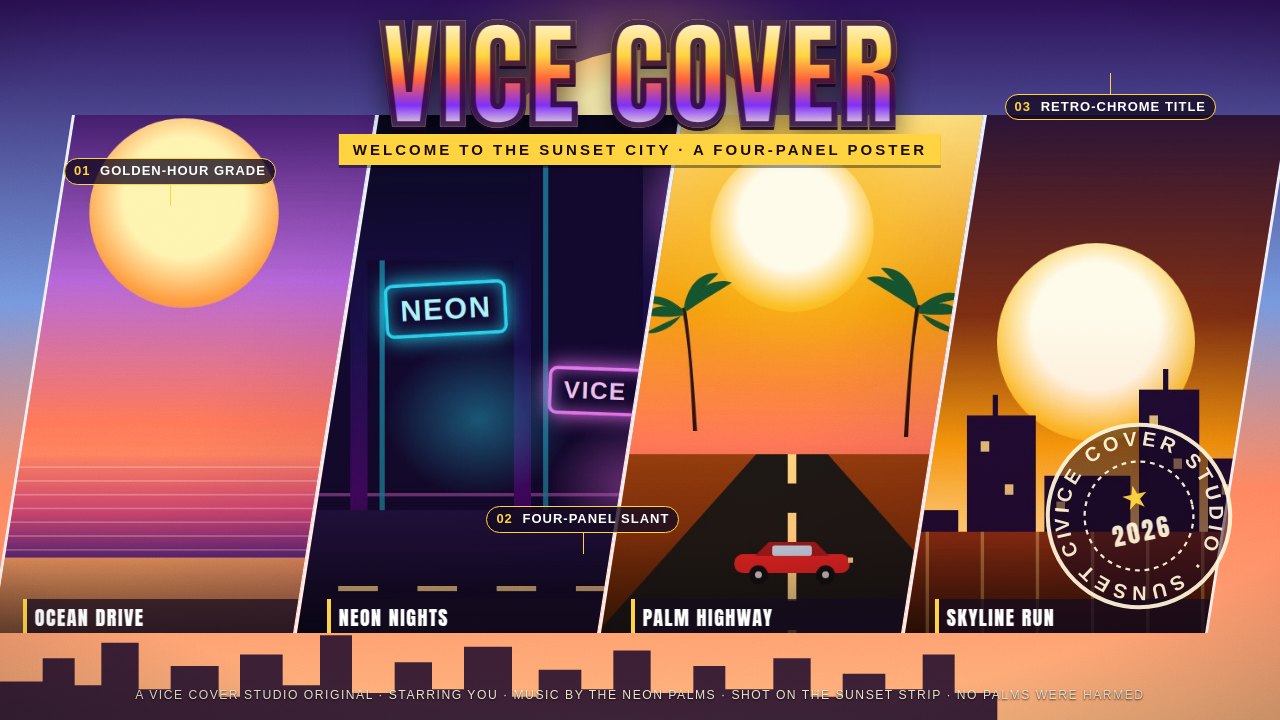 VICE COVER
WELCOME TO THE SUNSET CITY · A FOUR-PANEL POSTER
03 RETRO-CHROME TITLE
01 GOLDEN-HOUR GRADE
NEON
VICE
02 FOUR-PANEL SLANT
CIVICE COVER STUDIO · SUNSET
★
2026
OCEAN DRIVE
NEON NIGHTS
PALM HIGHWAY
SKYLINE RUN
A VICE COVER STUDIO ORIGINAL · STARRING YOU · MUSIC BY THE NEON PALMS · SHOT ON THE SUNSET STRIP · NO PALMS WERE HARMED